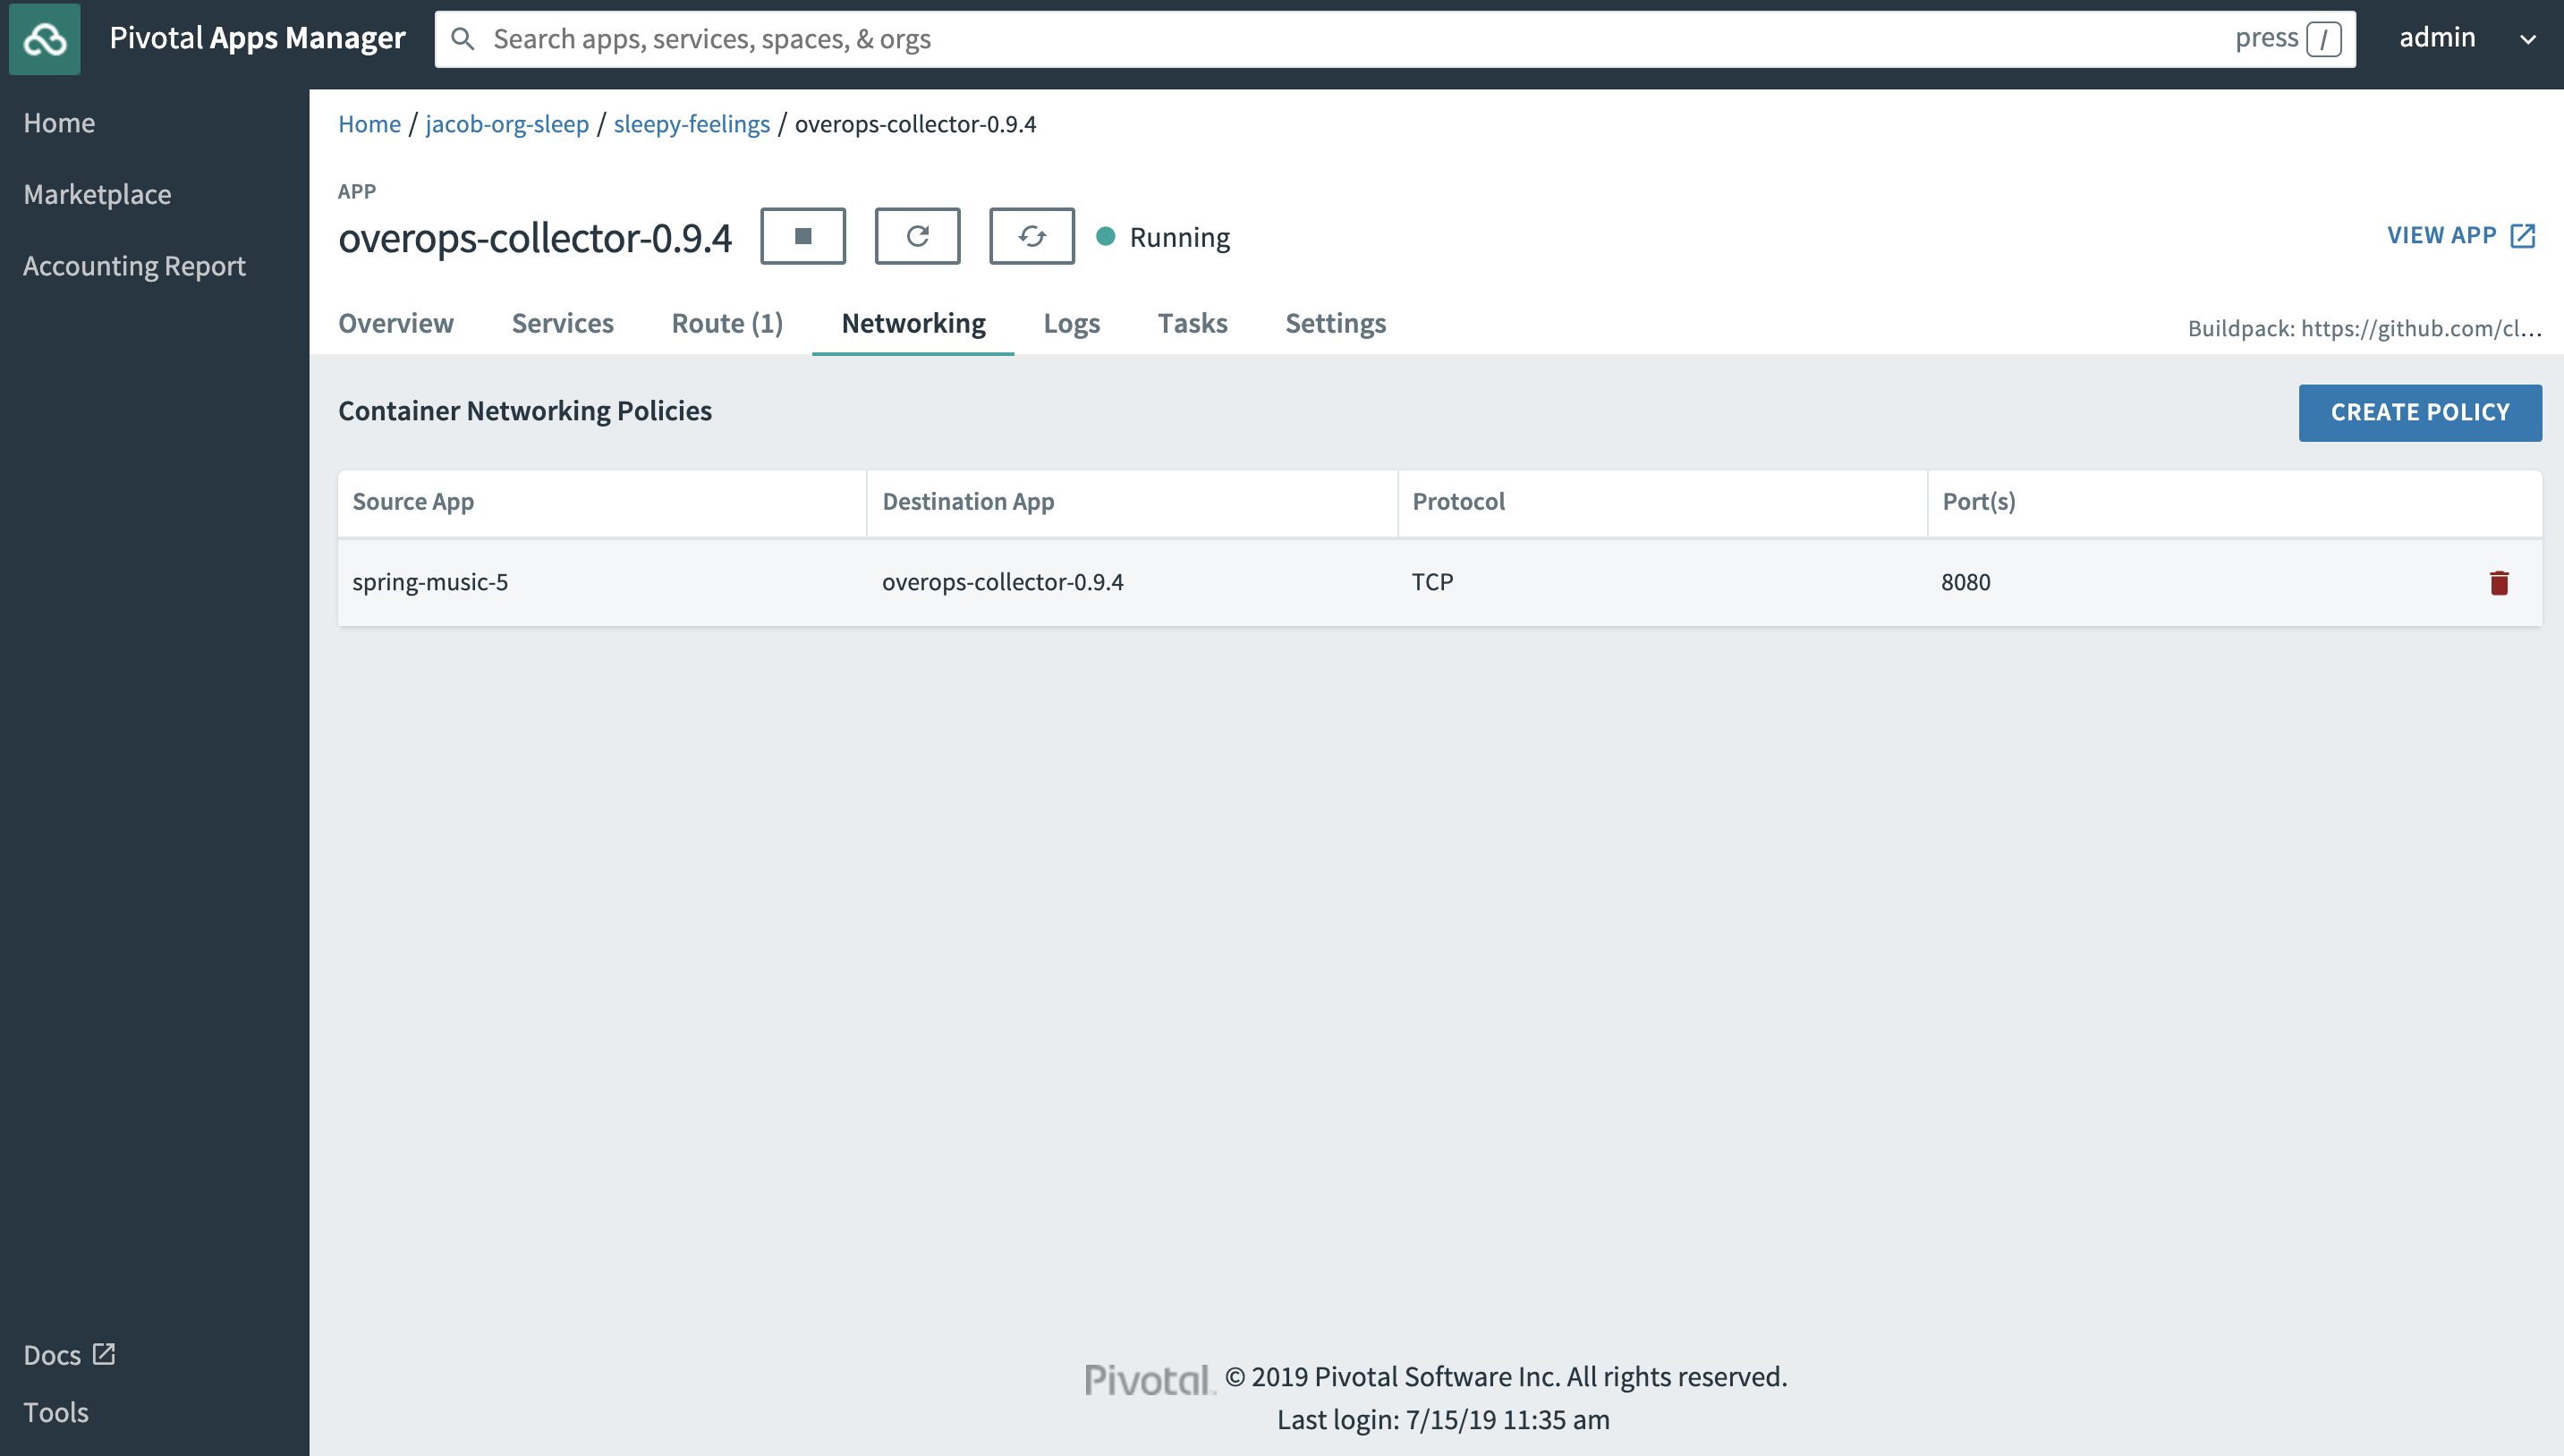 Pivotal Apps Manager
Search apps, services, spaces, & orgs
press /
admin
Home
Marketplace
Accounting Report
Docs
Tools
Home / jacob-org-sleep / sleepy-feelings / overops-collector-0.9.4
APP
overops-collector-0.9.4
Running
VIEW APP
Overview Services Route (1) Networking Logs Tasks Settings
Buildpack: https://github.com/cl...
Container Networking Policies
CREATE POLICY
Source App Destination App Protocol Port(s)
spring-music-5 overops-collector-0.9.4 TCP 8080
Pivotal. © 2019 Pivotal Software Inc. All rights reserved.
Last login: 7/15/19 11:35 am